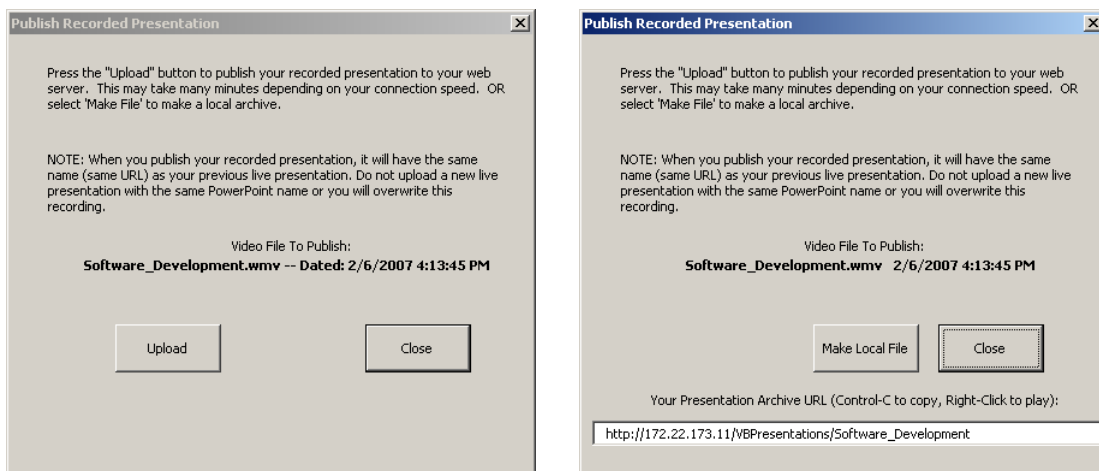 Publish Recorded Presentation
Press the "Upload" button to publish your recorded presentation to your web
server. This may take many minutes depending on your connection speed. OR
select 'Make File' to make a local archive.
NOTE: When you publish your recorded presentation, it will have the same
name (same URL) as your previous live presentation. Do not upload a new live
presentation with the same PowerPoint name or you will overwrite this
recording.
Video File To Publish:
Software_Development.wmv -- Dated: 2/6/2007 4:13:45 PM
Upload
Close
Publish Recorded Presentation
Press the "Upload" button to publish your recorded presentation to your web
server. This may take many minutes depending on your connection speed. OR
select 'Make File' to make a local archive.
NOTE: When you publish your recorded presentation, it will have the same
name (same URL) as your previous live presentation. Do not upload a new live
presentation with the same PowerPoint name or you will overwrite this
recording.
Video File To Publish:
Software_Development.wmv 2/6/2007 4:13:45 PM
Make Local File
Close
Your Presentation Archive URL (Control-C to copy, Right-Click to play):
http://172.22.173.11/VBPresentations/Software_Development